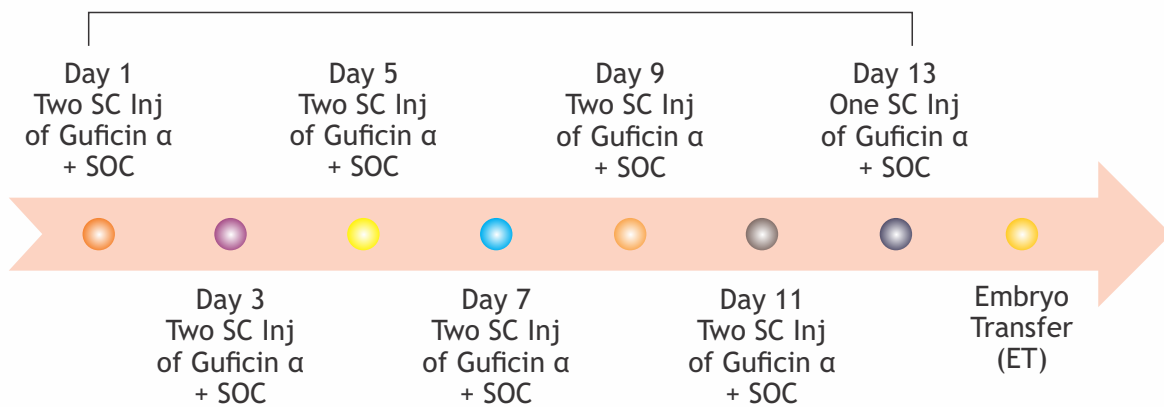 Day 1
Two SC Inj
of Guficin α
+ SOC
Day 5
Two SC Inj
of Guficin α
+ SOC
Day 9
Two SC Inj
of Guficin α
+ SOC
Day 13
One SC Inj
of Guficin α
+ SOC
Day 3
Two SC Inj
of Guficin α
+ SOC
Day 7
Two SC Inj
of Guficin α
+ SOC
Day 11
Two SC Inj
of Guficin α
+ SOC
Embryo
Transfer
(ET)